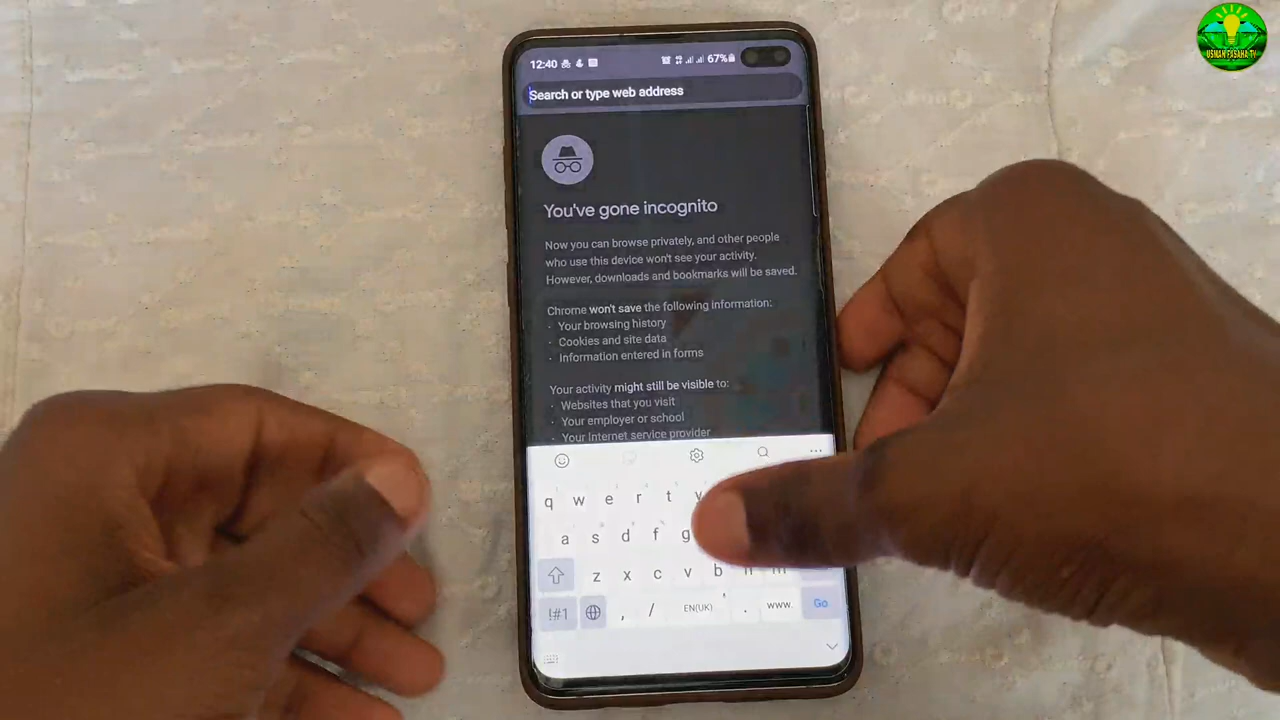 USMAN FASAHA TV
12:40 67%
Search or type web address
You've gone incognito
Now you can browse privately, and other people
who use this device won't see your activity.
However, downloads and bookmarks will be saved.
Chrome won't save the following information:
· Your browsing history
· Cookies and site data
· Information entered in forms
Your activity might still be visible to:
· Websites that you visit
· Your employer or school
· Your Internet service provider
q w e r t y
a s d f g
z x c v b n m
!#1 , / EN(UK) . www. Go